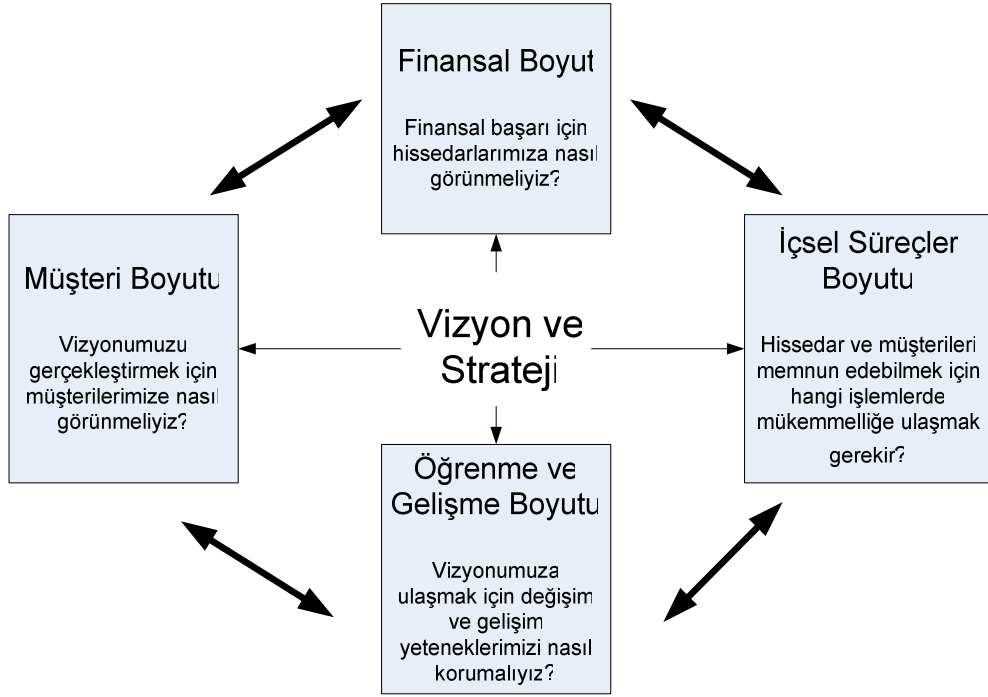 Finansal Boyut
Finansal başarı için
hissedarlarımıza nasıl
görünmeliyiz?
Müşteri Boyutu
Vizyonumuzu
gerçekleştirmek için
müşterilerimize nasıl
görünmeliyiz?
Vizyon ve
Strateji
İçsel Süreçler
Boyutu
Hissedar ve müşterileri
memnun edebilmek için
hangi işlemlerde
mükemmelliğe ulaşmak
gerekir?
Öğrenme ve
Gelişme Boyutu
Vizyonumuza
ulaşmak için değişim
ve gelişim
yeteneklerimizi nasıl
korumalıyız?